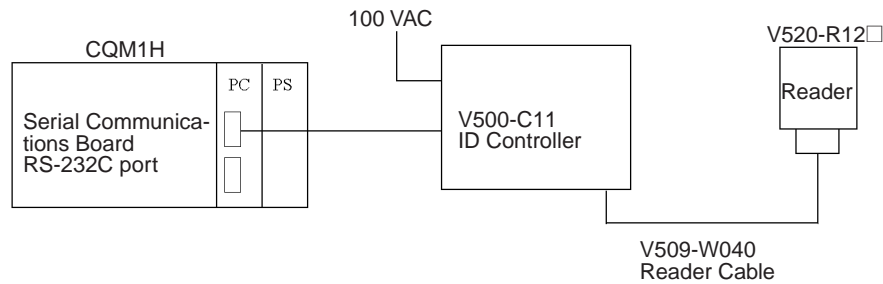 100 VAC
CQM1H
V520-R12□
PC PS
Serial Communica-
tions Board
RS-232C port
V500-C11
ID Controller
Reader
V509-W040
Reader Cable